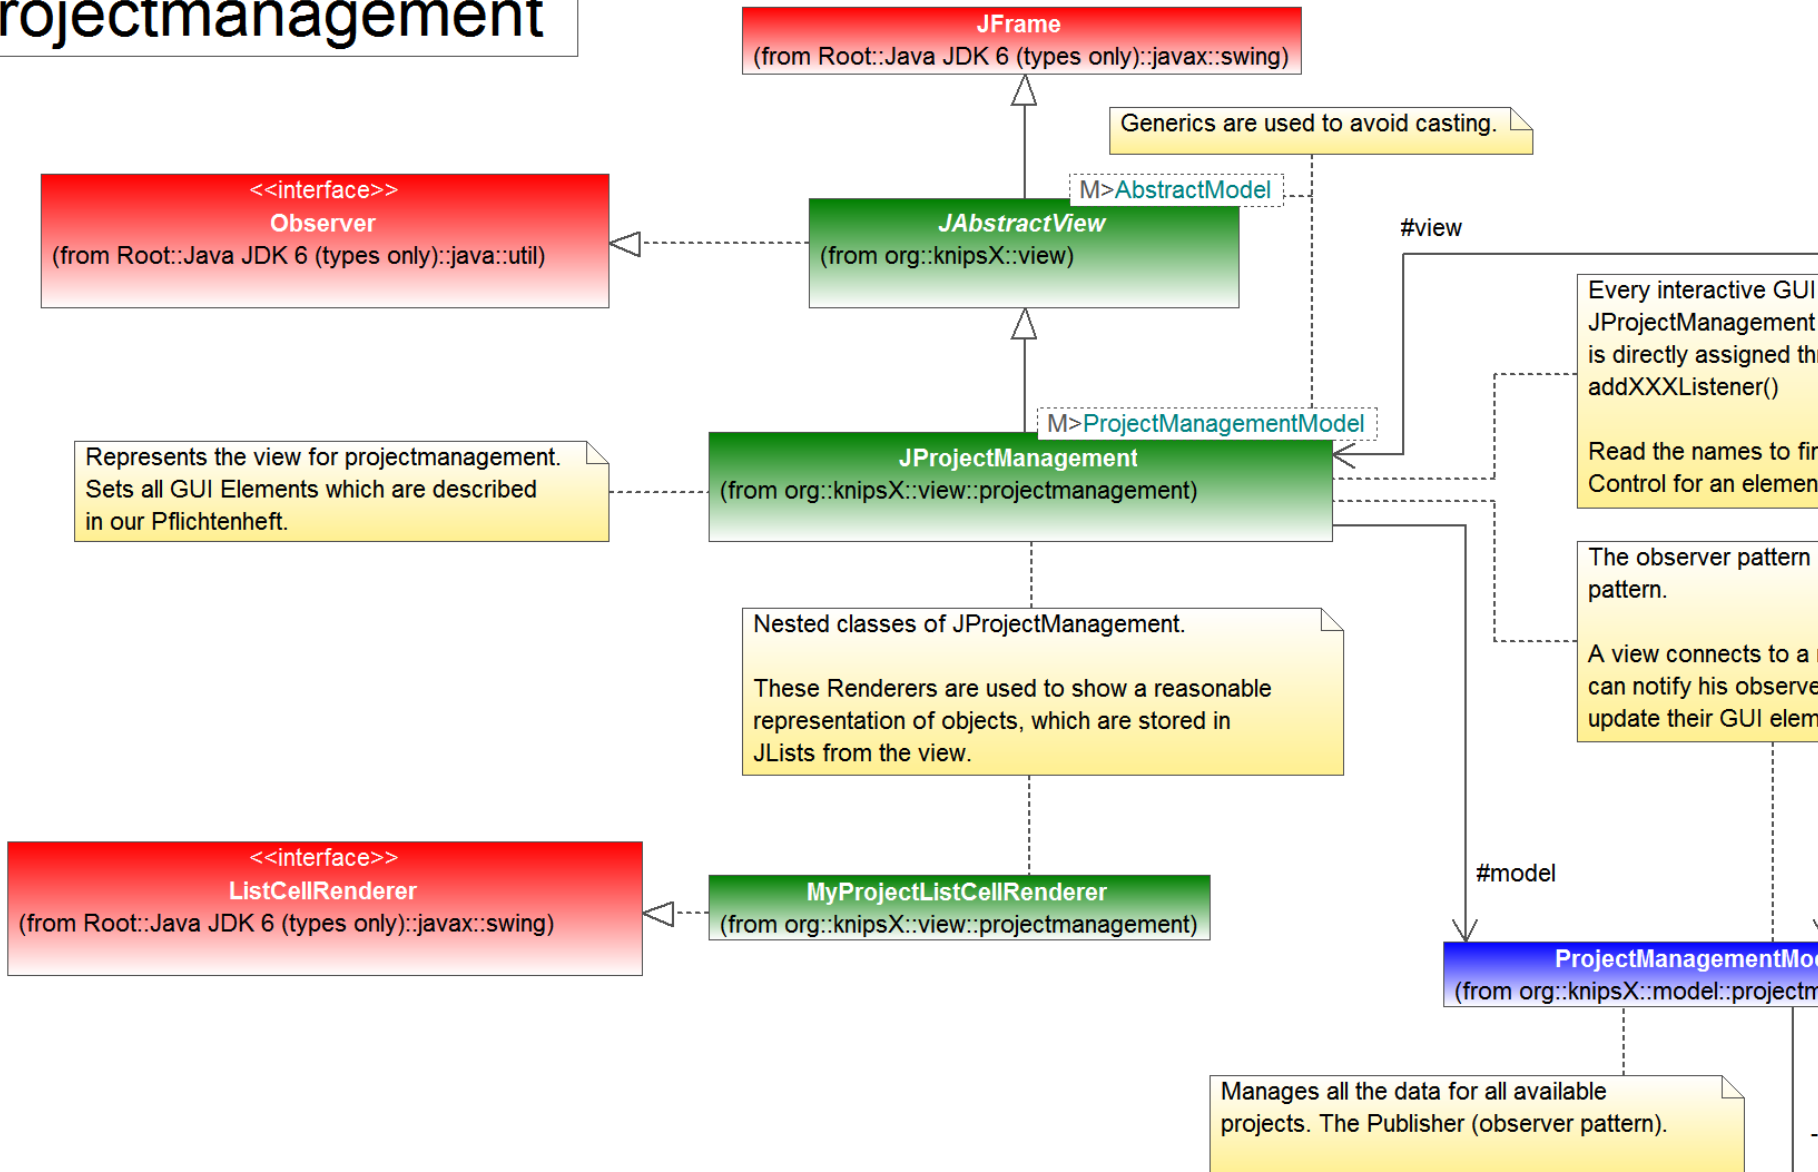 rojectmanagement
JFrame
(from Root::Java JDK 6 (types only)::javax::swing)
Generics are used to avoid casting.
<<interface>>
Observer
(from Root::Java JDK 6 (types only)::java::util)
M>AbstractModel
JAbstractView
(from org::knipsX::view)
#view
Every interactive GUI
JProjectManagement
is directly assigned thr
addXXXListener()
Read the names to fin
Control for an elemen
M>ProjectManagementModel
JProjectManagement
(from org::knipsX::view::projectmanagement)
Represents the view for projectmanagement.
Sets all GUI Elements which are described
in our Pflichtenheft.
The observer pattern
pattern.
A view connects to a
can notify his observe
update their GUI elem
Nested classes of JProjectManagement.
These Renderers are used to show a reasonable
representation of objects, which are stored in
JLists from the view.
<<interface>>
ListCellRenderer
(from Root::Java JDK 6 (types only)::javax::swing)
MyProjectListCellRenderer
(from org::knipsX::view::projectmanagement)
#model
ProjectManagementMod
(from org::knipsX::model::projectm
Manages all the data for all available
projects. The Publisher (observer pattern).